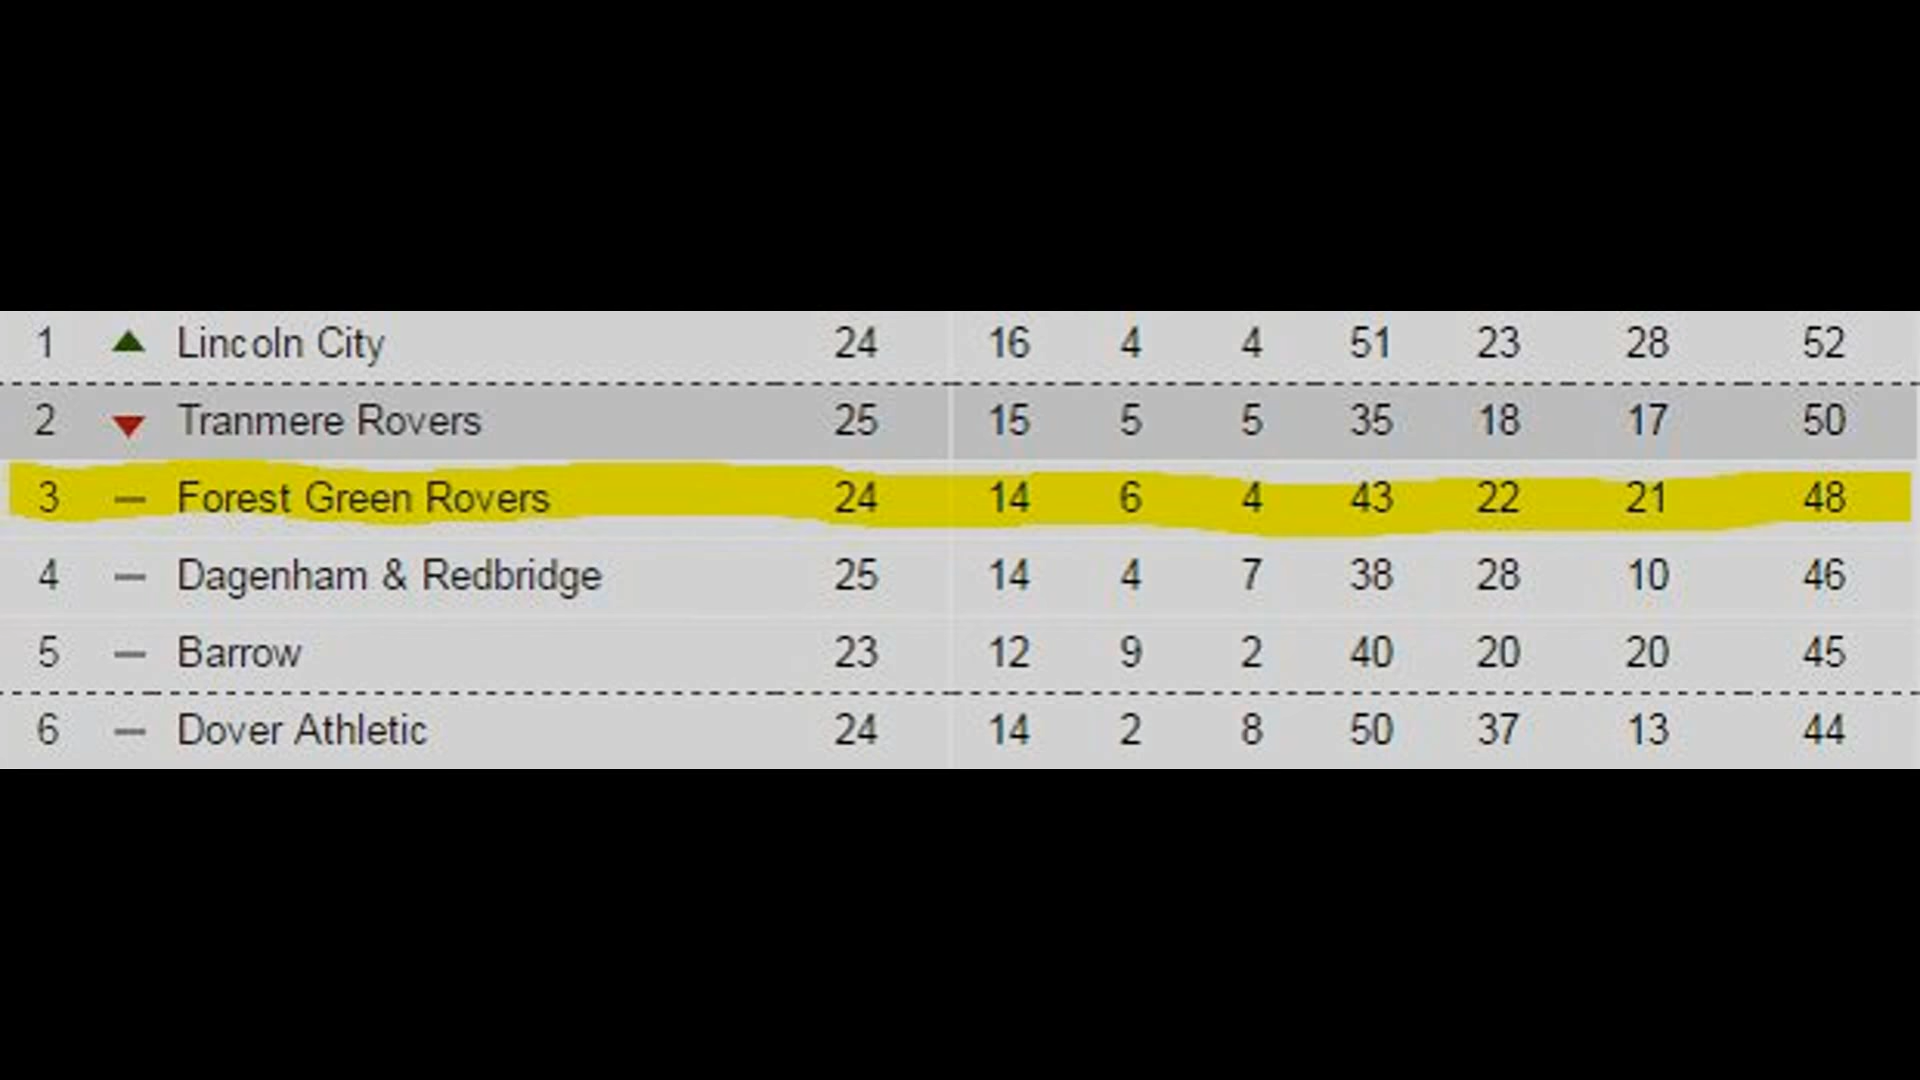 1 Lincoln City 24 16 4 4 51 23 28 52
2 Tranmere Rovers 25 15 5 5 35 18 17 50
3 Forest Green Rovers 24 14 6 4 43 22 21 48
4 Dagenham & Redbridge 25 14 4 7 38 28 10 46
5 Barrow 23 12 9 2 40 20 20 45
6 Dover Athletic 24 14 2 8 50 37 13 44